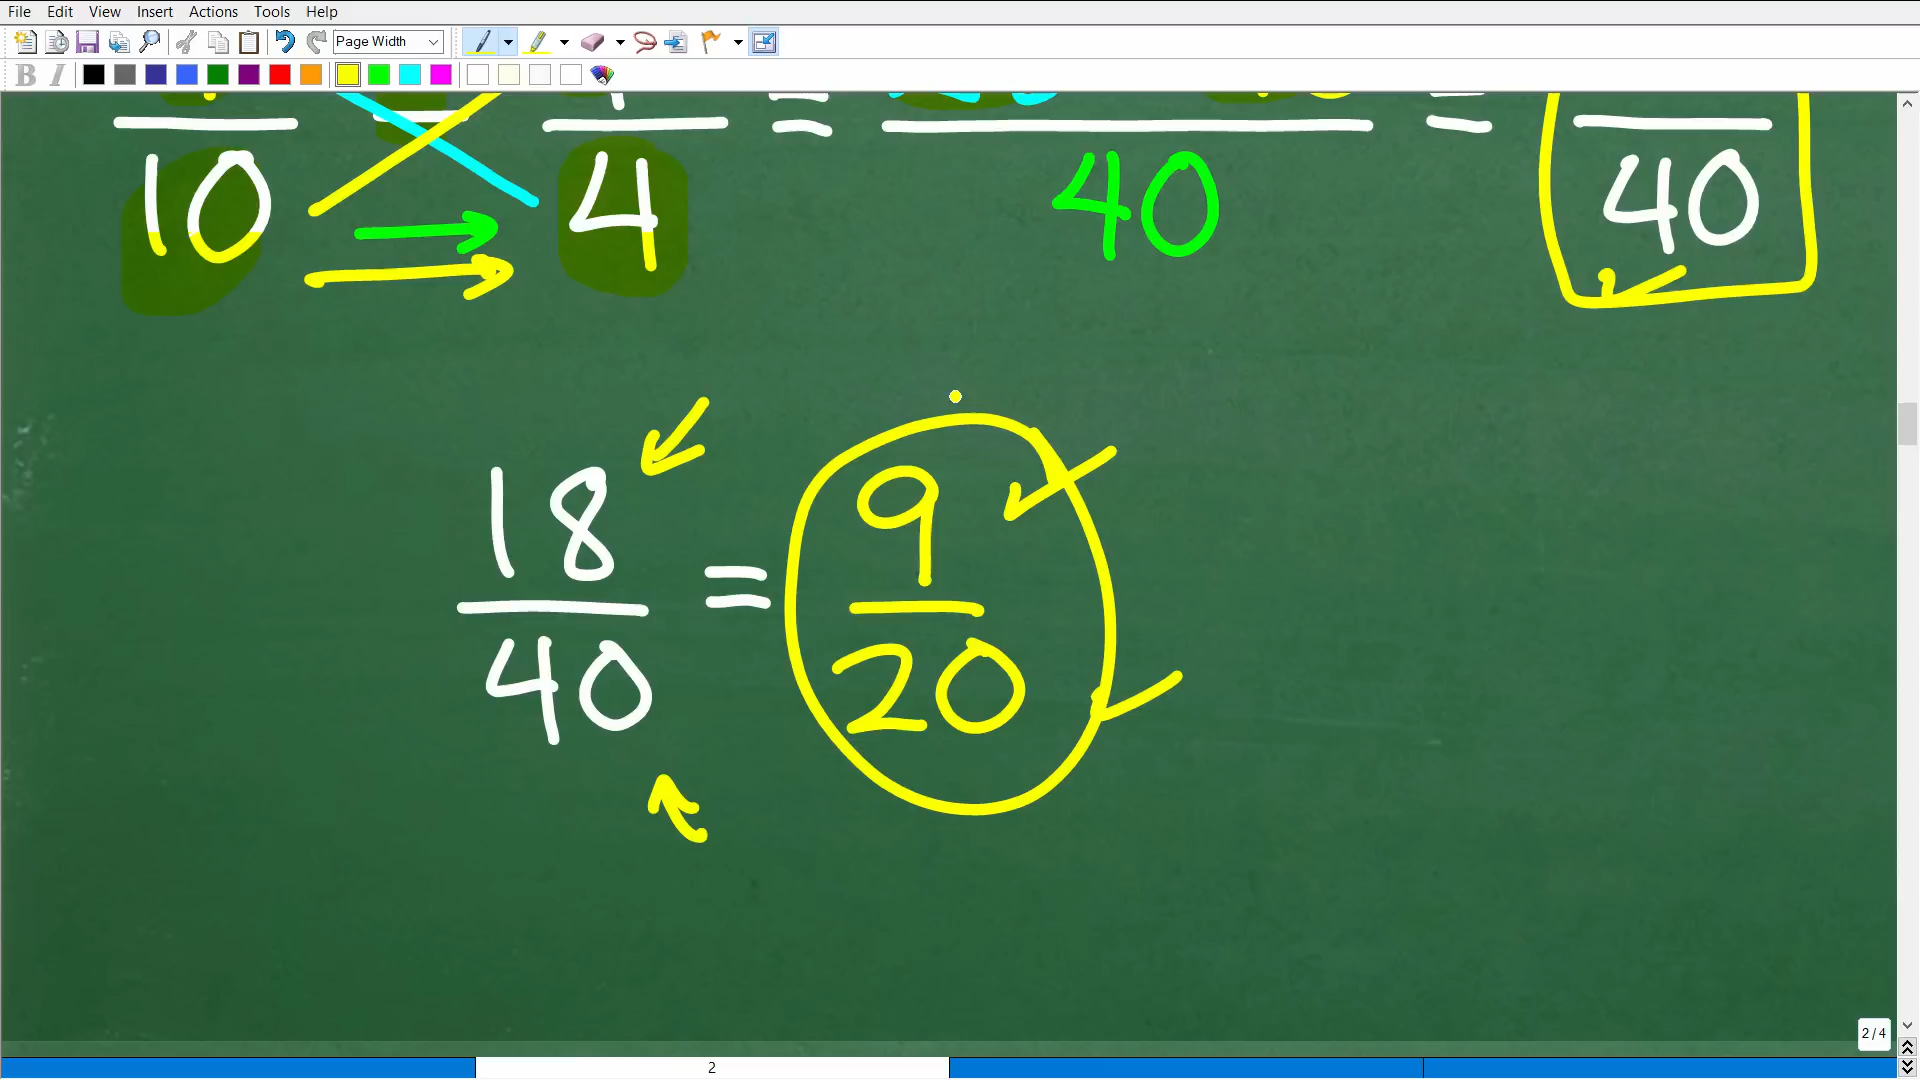 File Edit View Insert Actions Tools Help
Page Width
B I
10 4 40 40
18 = 9
40 20
2 / 4
2